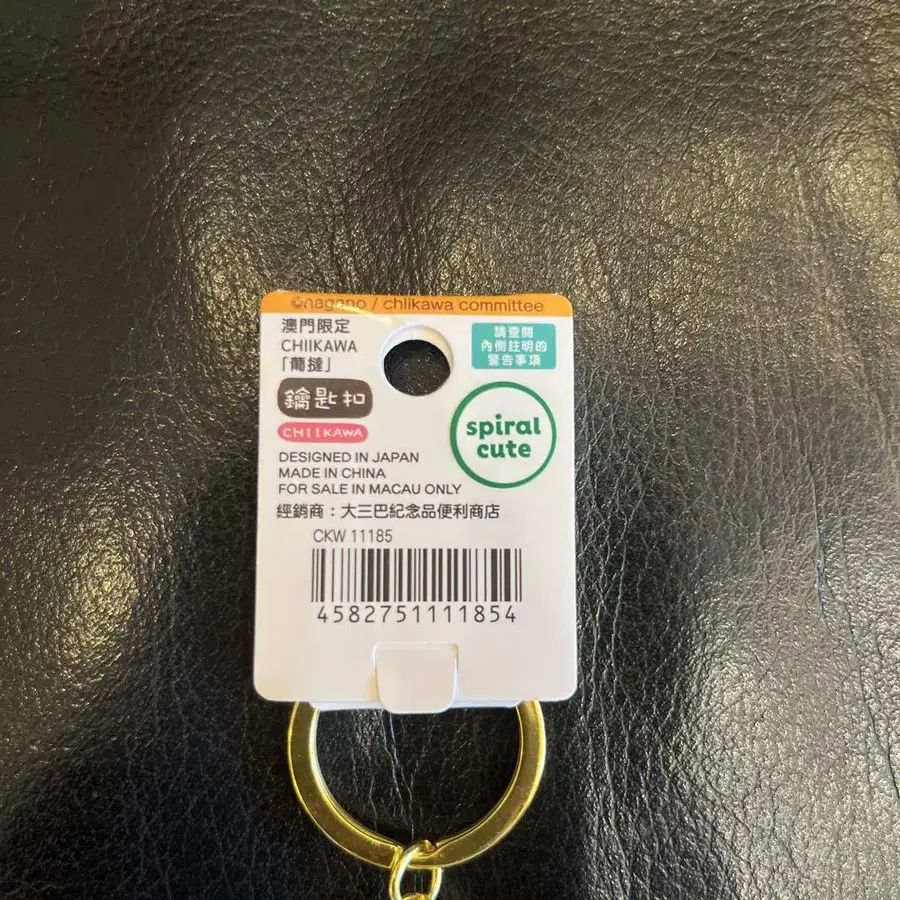 ©nagano / chiikawa committee
澳門限定
CHIIKAWA
「葡撻」
鑰匙扣
CHIIKAWA
請查閱
內側註明的
警告事項
spiral
cute
DESIGNED IN JAPAN
MADE IN CHINA
FOR SALE IN MACAU ONLY
經銷商：大三巴紀念品便利商店
CKW 11185
4582751111854